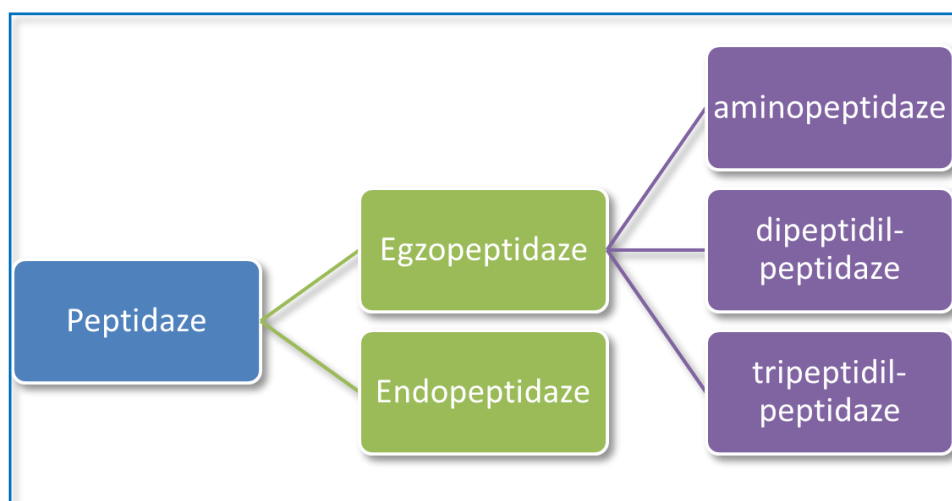 Peptidaze
Egzopeptidaze
Endopeptidaze
aminopeptidaze
dipeptidil-
peptidaze
tripeptidil-
peptidaze